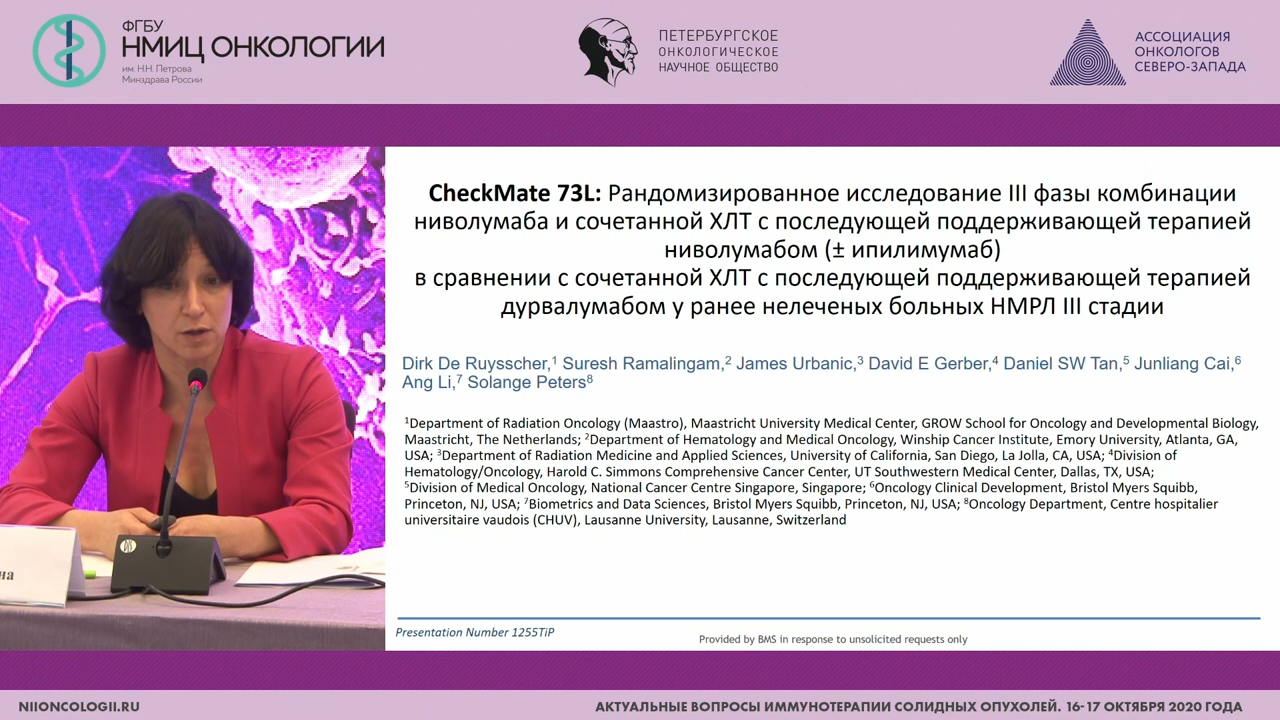 ФГБУ
НМИЦ ОНКОЛОГИИ
им. Н.Н. Петрова
Минздрава России
ПЕТЕРБУРГСКОЕ
ОНКОЛОГИЧЕСКОЕ
НАУЧНОЕ ОБЩЕСТВО
АССОЦИАЦИЯ
ОНКОЛОГОВ
СЕВЕРО-ЗАПАДА
CheckMate 73L: Рандомизированное исследование III фазы комбинации
ниволумаба и сочетанной ХЛТ с последующей поддерживающей терапией
ниволумабом (± ипилимумаб)
в сравнении с сочетанной ХЛТ с последующей поддерживающей терапией
дурвалумабом у ранее нелеченых больных НМРЛ III стадии
Dirk De Ruysscher,¹ Suresh Ramalingam,² James Urbanic,³ David E Gerber,⁴ Daniel SW Tan,⁵ Junliang Cai,⁶
Ang Li,⁷ Solange Peters⁸
¹Department of Radiation Oncology (Maastro), Maastricht University Medical Center, GROW School for Oncology and Developmental Biology,
Maastricht, The Netherlands; ²Department of Hematology and Medical Oncology, Winship Cancer Institute, Emory University, Atlanta, GA,
USA; ³Department of Radiation Medicine and Applied Sciences, University of California, San Diego, La Jolla, CA, USA; ⁴Division of
Hematology/Oncology, Harold C. Simmons Comprehensive Cancer Center, UT Southwestern Medical Center, Dallas, TX, USA;
⁵Division of Medical Oncology, National Cancer Centre Singapore, Singapore; ⁶Oncology Clinical Development, Bristol Myers Squibb,
Princeton, NJ, USA; ⁷Biometrics and Data Sciences, Bristol Myers Squibb, Princeton, NJ, USA; ⁸Oncology Department, Centre hospitalier
universitaire vaudois (CHUV), Lausanne University, Lausanne, Switzerland
на
Presentation Number 1255TiP
Provided by BMS in response to unsolicited requests only
NIIONCOLOGII.RU
АКТУАЛЬНЫЕ ВОПРОСЫ ИММУНОТЕРАПИИ СОЛИДНЫХ ОПУХОЛЕЙ. 16-17 ОКТЯБРЯ 2020 ГОДА